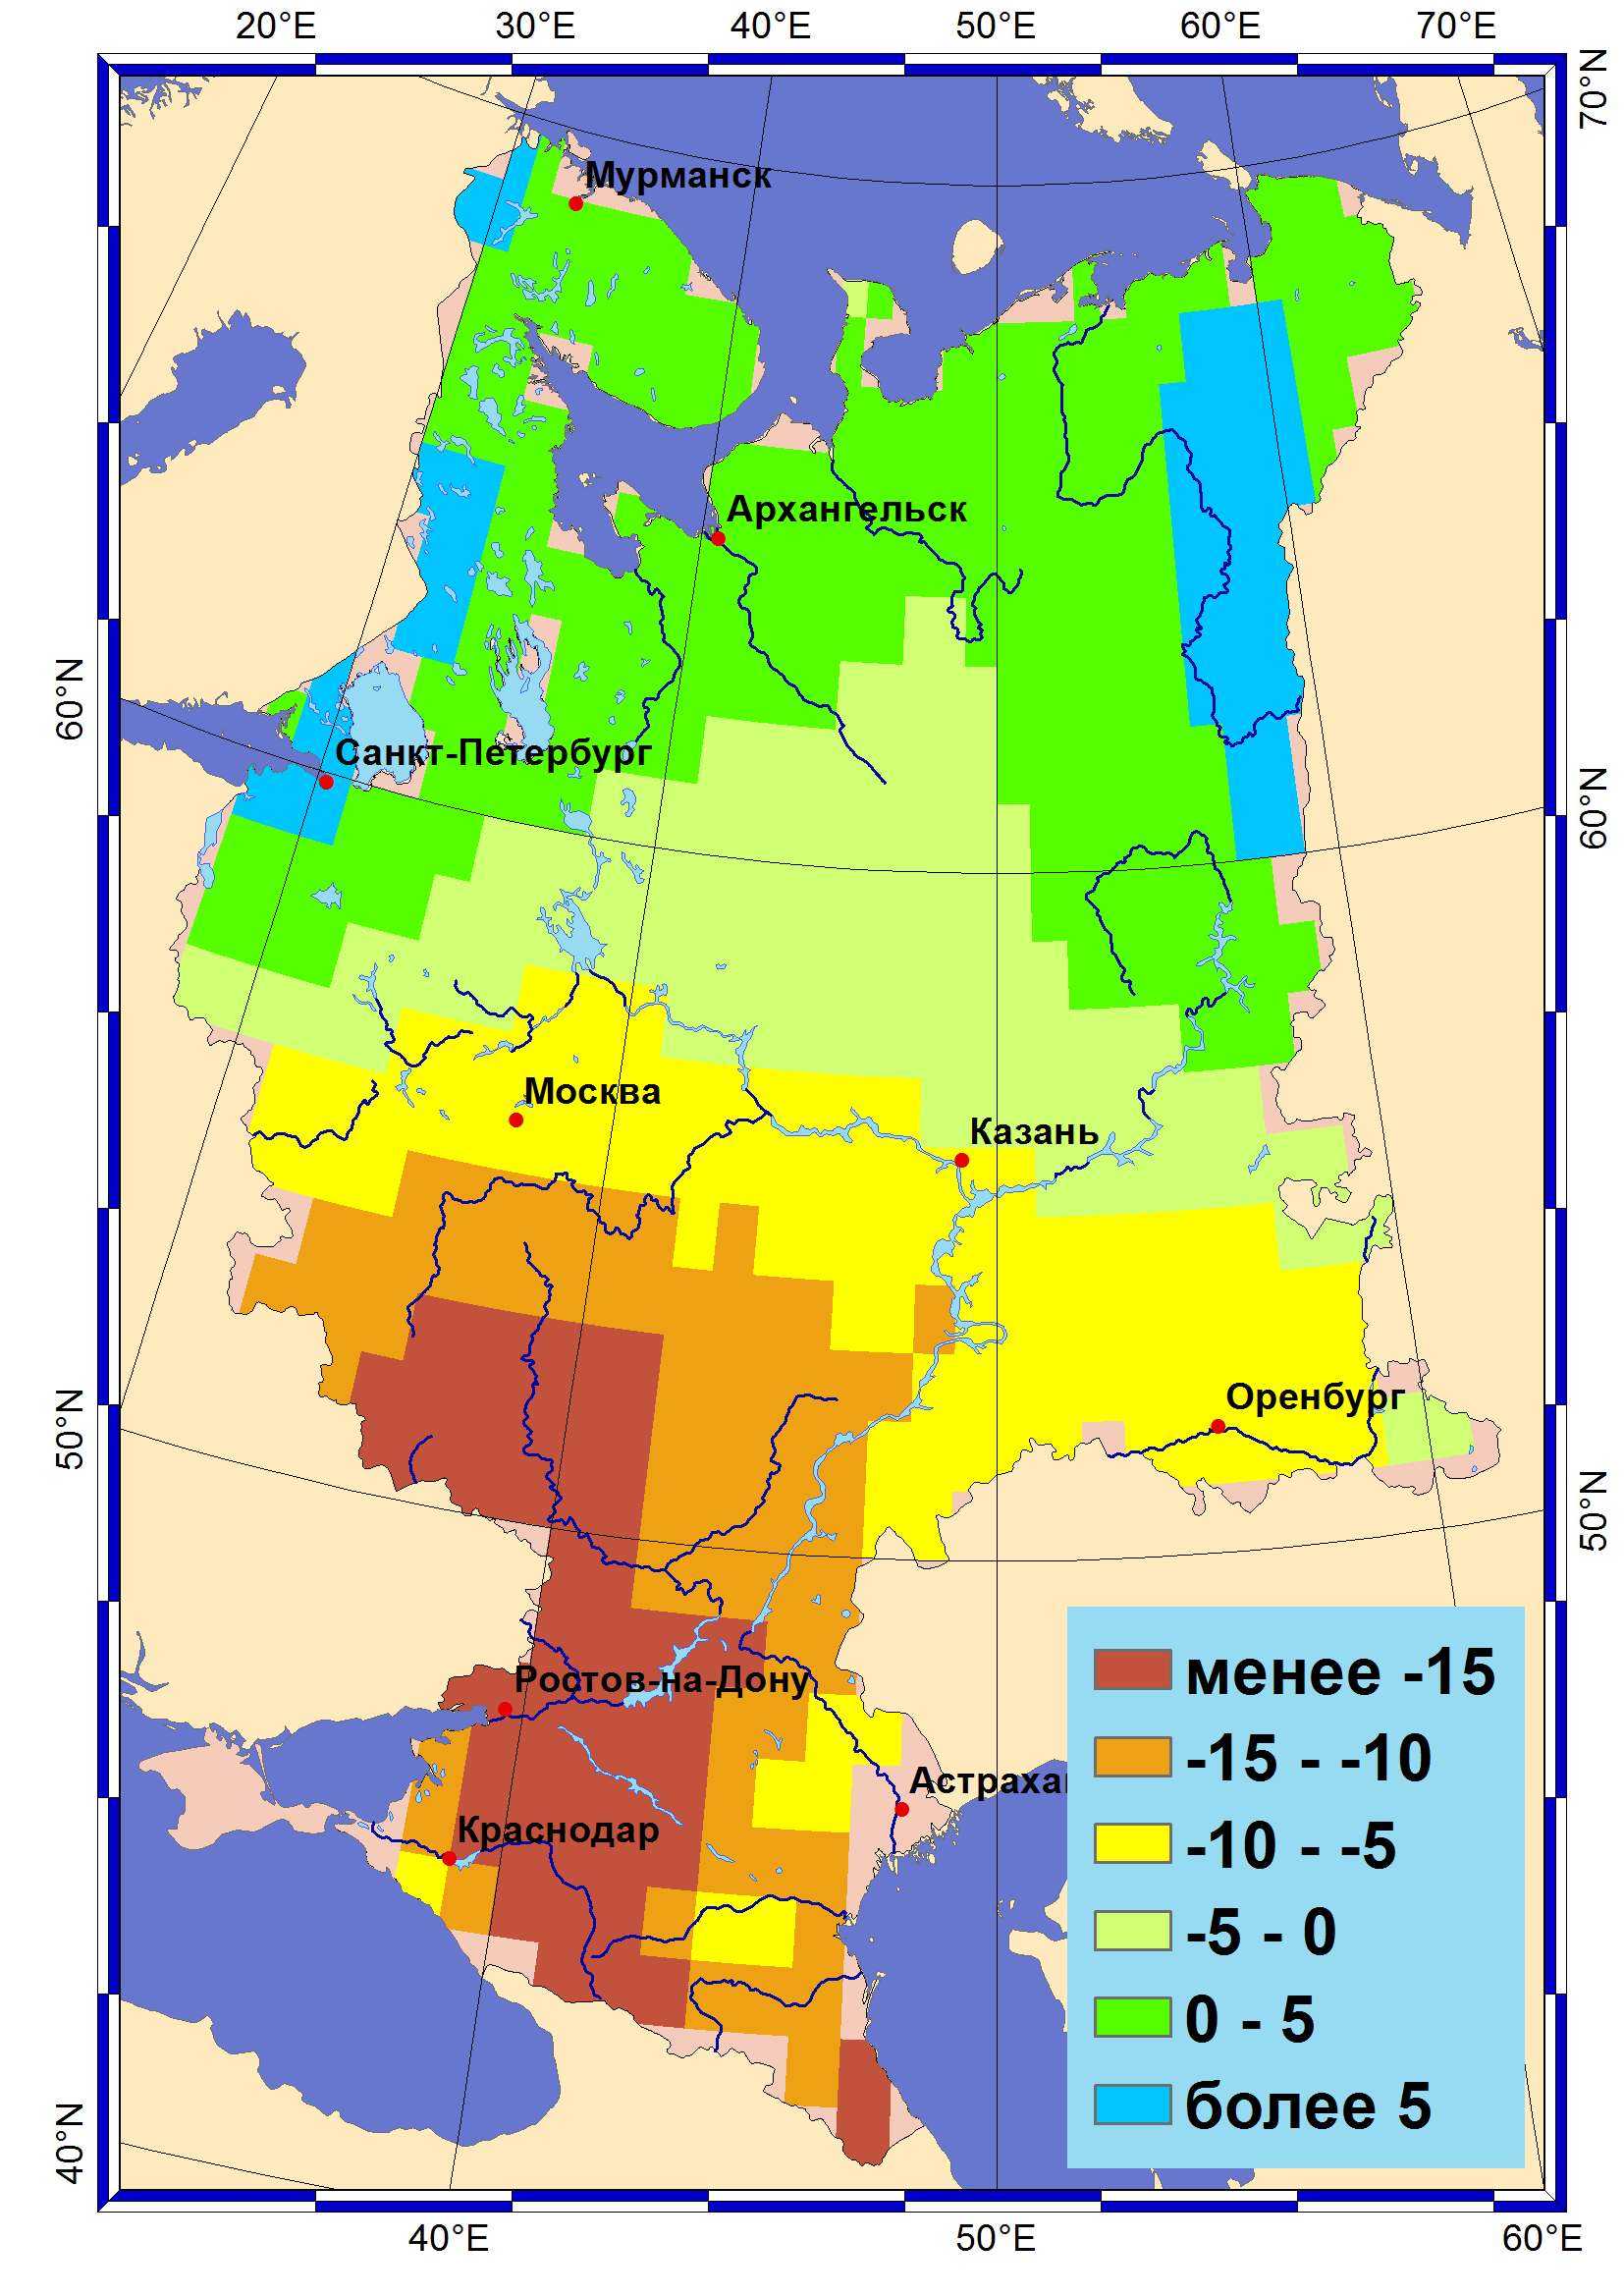 20°E 30°E 40°E 50°E 60°E 70°E
70°N
Мурманск
Архангельск
60°N
Санкт-Петербург
60°N
Москва
Казань
Оренбург
50°N
50°N
менее -15
Ростов-на-Дону
-15 - -10
Астрахан
Краснодар
-10 - -5
-5 - 0
0 - 5
более 5
40°N
40°E 50°E 60°E